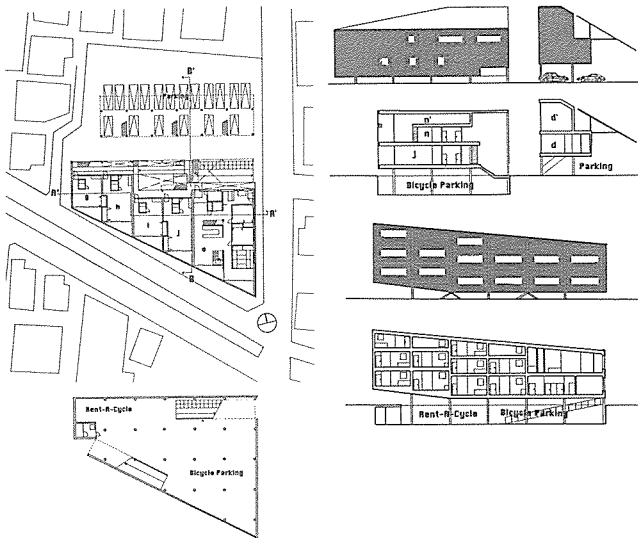 B'
Parking
A'
g
h
i
j
e
A'
B
Rent-A-Cycle
Bicycle Parking
n'
n
j
Bicycle Parking
d'
d
Parking
Rent-A-Cycle
Bicycle Parking